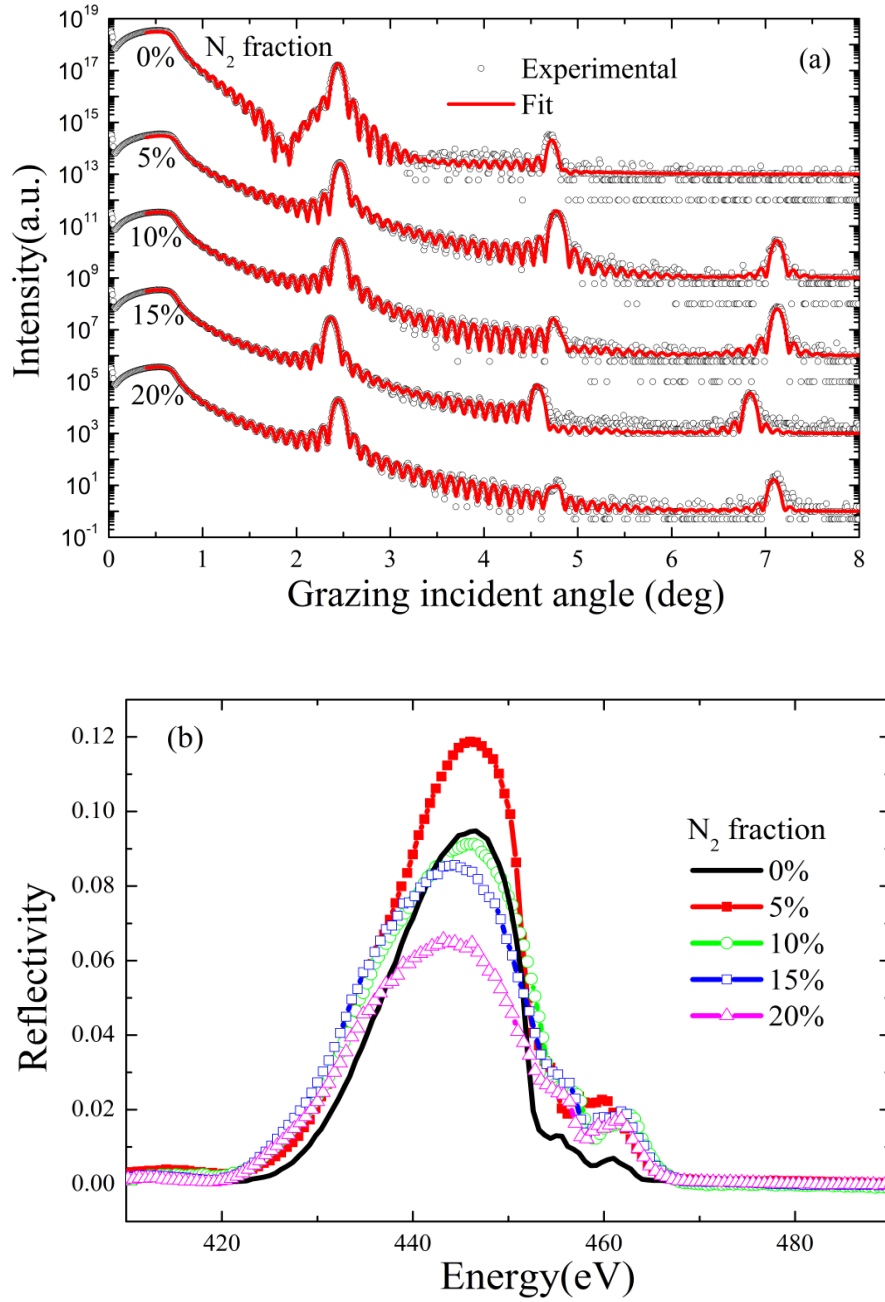 10^19
10^17
10^15
10^13
10^11
10^9
10^7
10^5
10^3
10^1
10^-1
Intensity(a.u.)
N2 fraction
0%
5%
10%
15%
20%
Experimental
Fit
(a)
0 1 2 3 4 5 6 7 8
Grazing incident angle (deg)
(b)
0.12
0.10
0.08
0.06
0.04
0.02
0.00
Reflectivity
N2 fraction
0%
5%
10%
15%
20%
420 440 460 480
Energy(eV)